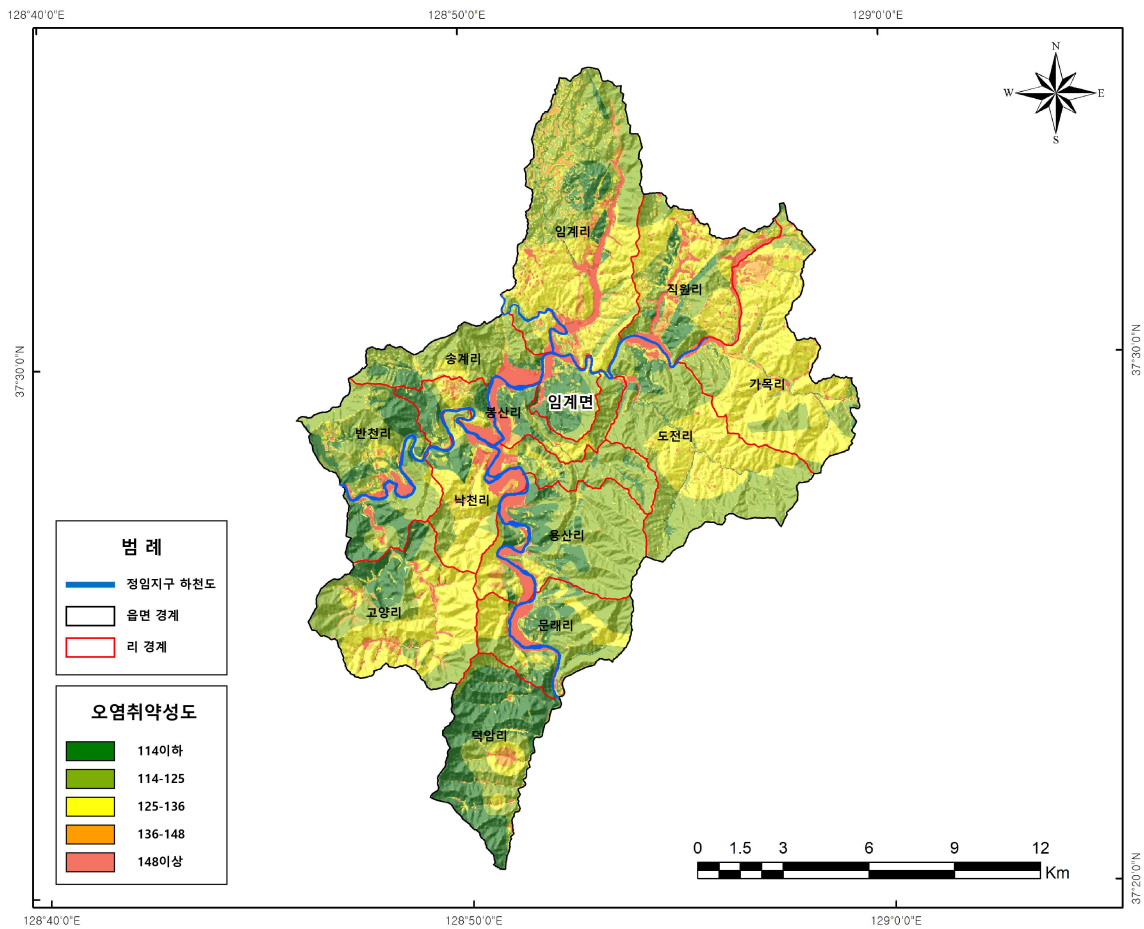 128°40'0"E
128°50'0"E
129°0'0"E
N
W
E
S
임계리
직원리
37°30'0"N
37°30'0"N
송계리
가목리
봉산리
임계면
반천리
도전리
낙천리
용산리
고양리
문래리
덕암리
범 례
정임지구 하천도
읍면 경계
리 경계
오염취약성도
114이하
114-125
125-136
136-148
148이상
0 1.5 3 6 9 12
Km
37°20'0"N
128°40'0"E
128°50'0"E
129°0'0"E